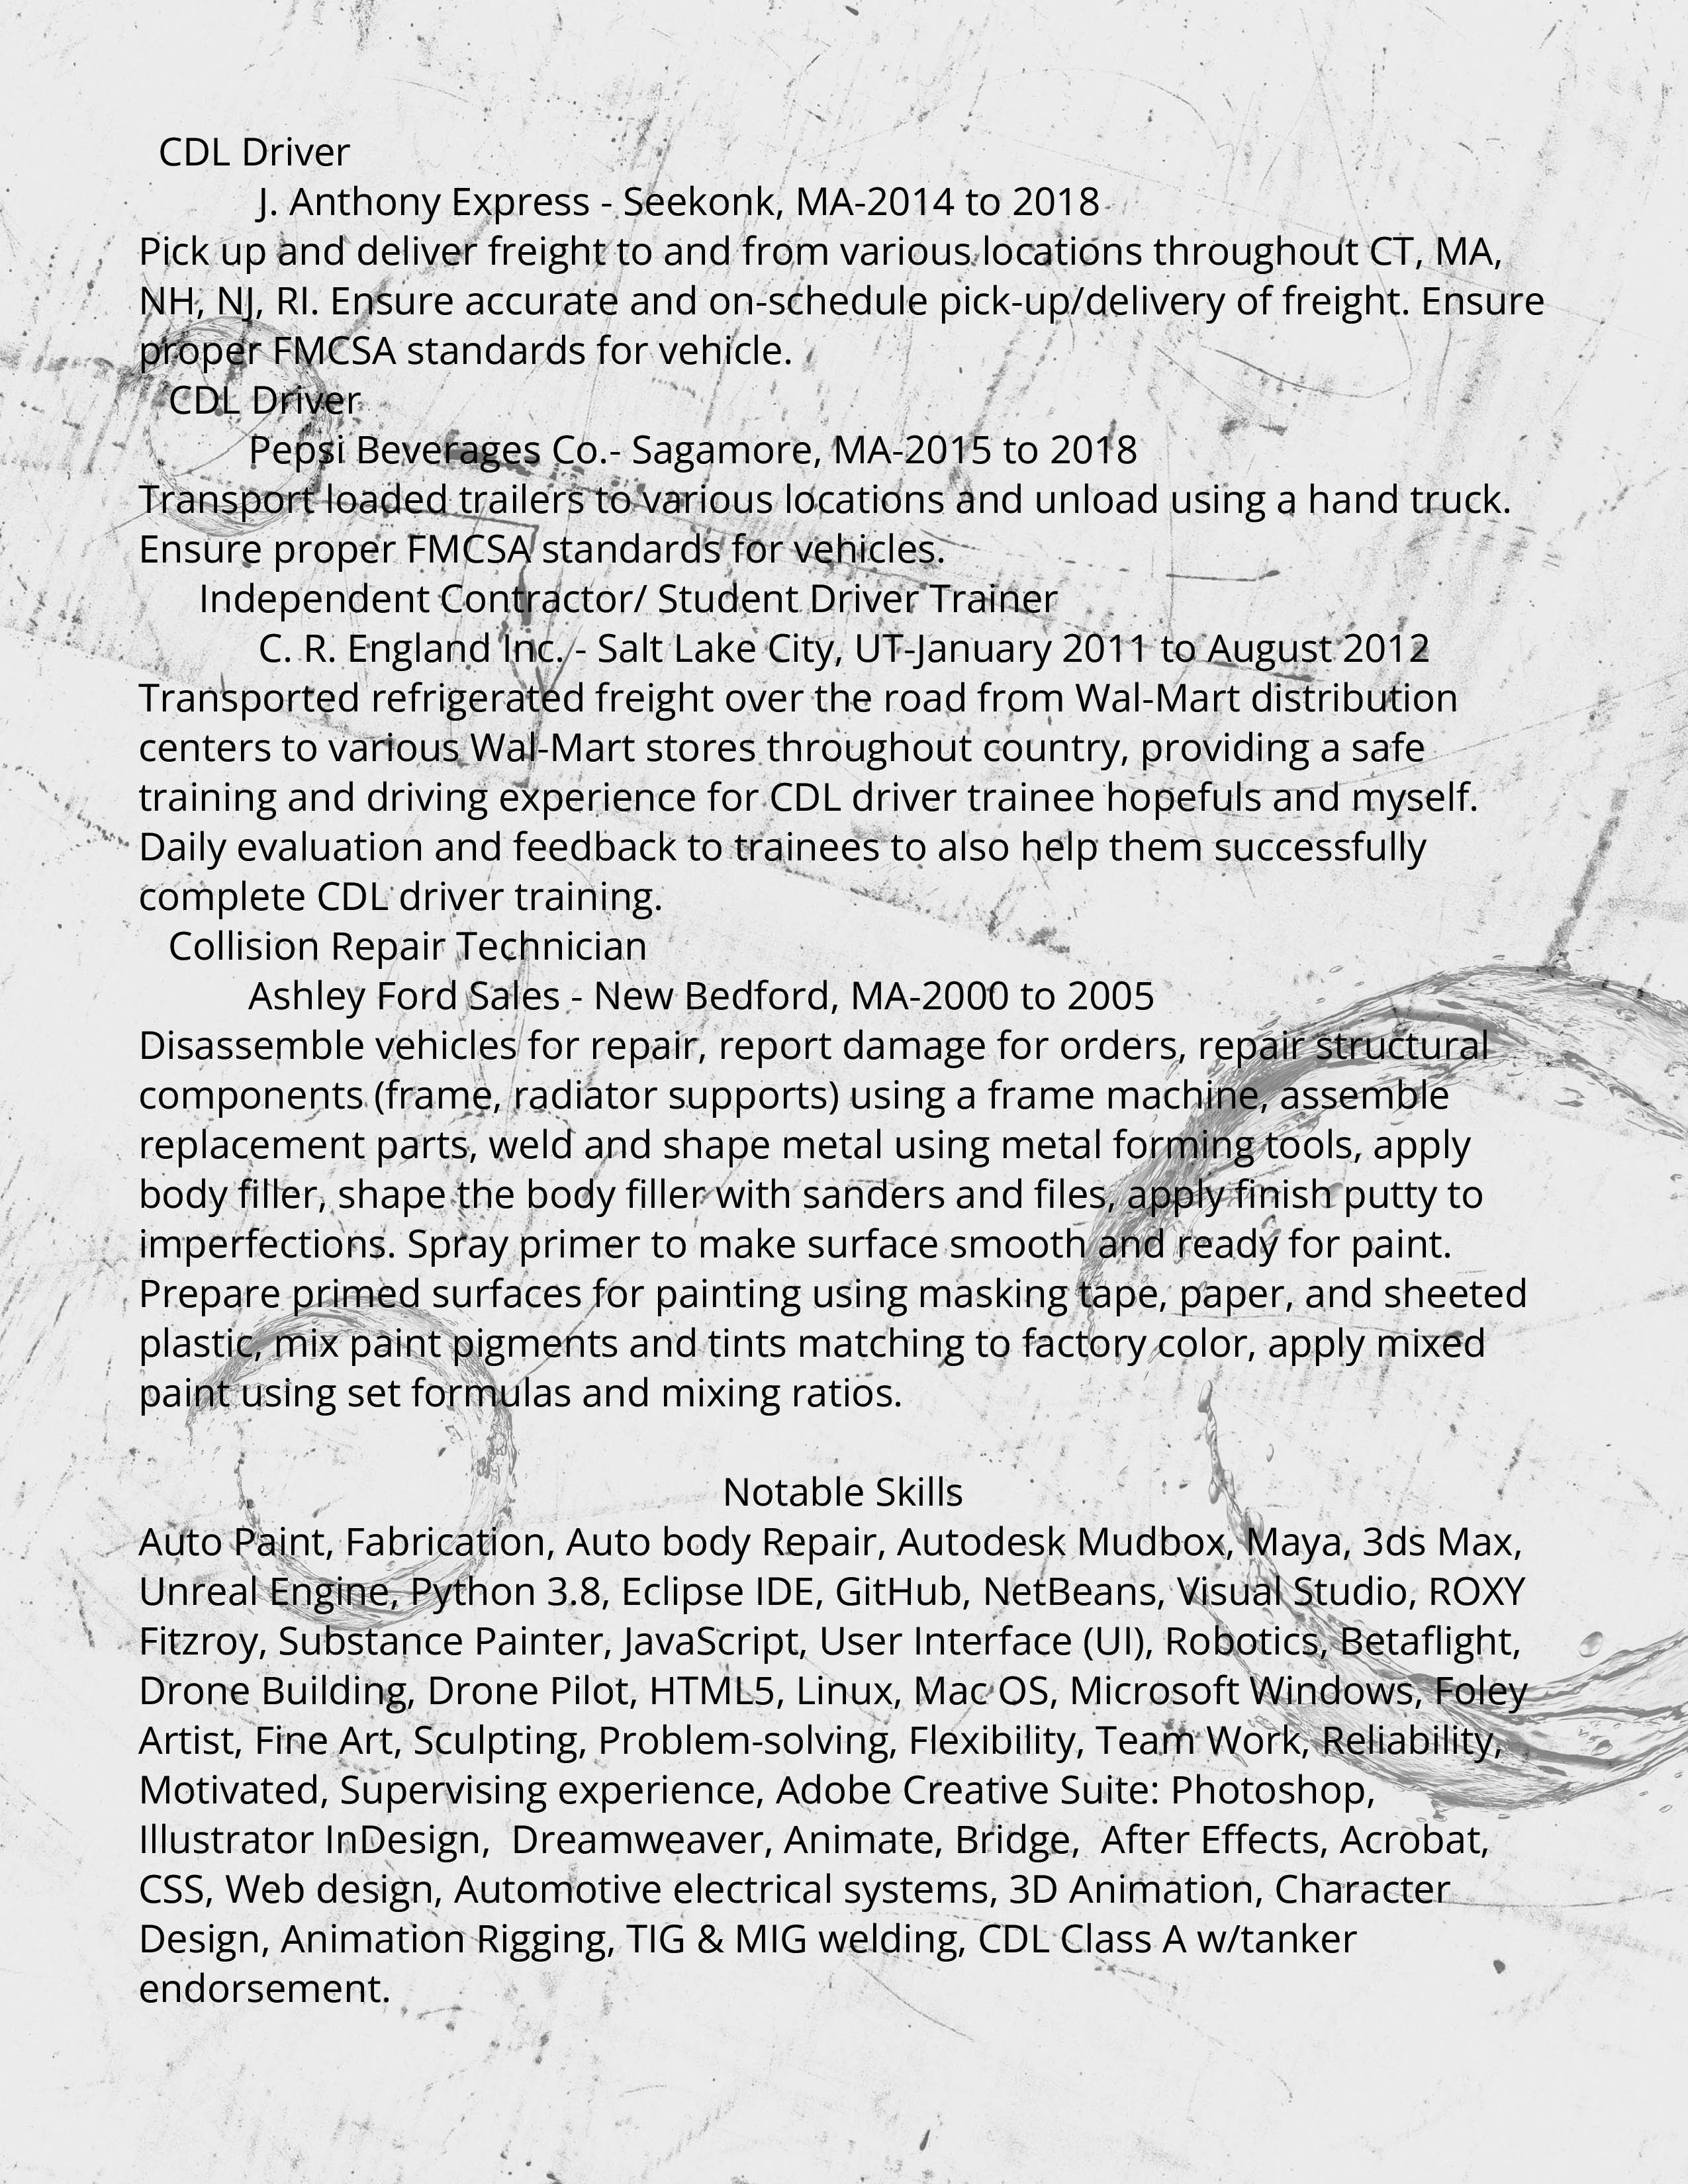 CDL Driver
J. Anthony Express - Seekonk, MA-2014 to 2018
Pick up and deliver freight to and from various locations throughout CT, MA,
NH, NJ, RI. Ensure accurate and on-schedule pick-up/delivery of freight. Ensure
proper FMCSA standards for vehicle.
CDL Driver
Pepsi Beverages Co.- Sagamore, MA-2015 to 2018
Transport loaded trailers to various locations and unload using a hand truck.
Ensure proper FMCSA standards for vehicles.
Independent Contractor/ Student Driver Trainer
C. R. England Inc. - Salt Lake City, UT-January 2011 to August 2012
Transported refrigerated freight over the road from Wal-Mart distribution
centers to various Wal-Mart stores throughout country, providing a safe
training and driving experience for CDL driver trainee hopefuls and myself.
Daily evaluation and feedback to trainees to also help them successfully
complete CDL driver training.
Collision Repair Technician
Ashley Ford Sales - New Bedford, MA-2000 to 2005
Disassemble vehicles for repair, report damage for orders, repair structural
components (frame, radiator supports) using a frame machine, assemble
replacement parts, weld and shape metal using metal forming tools, apply
body filler, shape the body filler with sanders and files, apply finish putty to
imperfections. Spray primer to make surface smooth and ready for paint.
Prepare primed surfaces for painting using masking tape, paper, and sheeted
plastic, mix paint pigments and tints matching to factory color, apply mixed
paint using set formulas and mixing ratios.
Notable Skills
Auto Paint, Fabrication, Auto body Repair, Autodesk Mudbox, Maya, 3ds Max,
Unreal Engine, Python 3.8, Eclipse IDE, GitHub, NetBeans, Visual Studio, ROXY
Fitzroy, Substance Painter, JavaScript, User Interface (UI), Robotics, Betaflight,
Drone Building, Drone Pilot, HTML5, Linux, Mac OS, Microsoft Windows, Foley
Artist, Fine Art, Sculpting, Problem-solving, Flexibility, Team Work, Reliability,
Motivated, Supervising experience, Adobe Creative Suite: Photoshop,
Illustrator InDesign,  Dreamweaver, Animate, Bridge,  After Effects, Acrobat,
CSS, Web design, Automotive electrical systems, 3D Animation, Character
Design, Animation Rigging, TIG & MIG welding, CDL Class A w/tanker
endorsement.